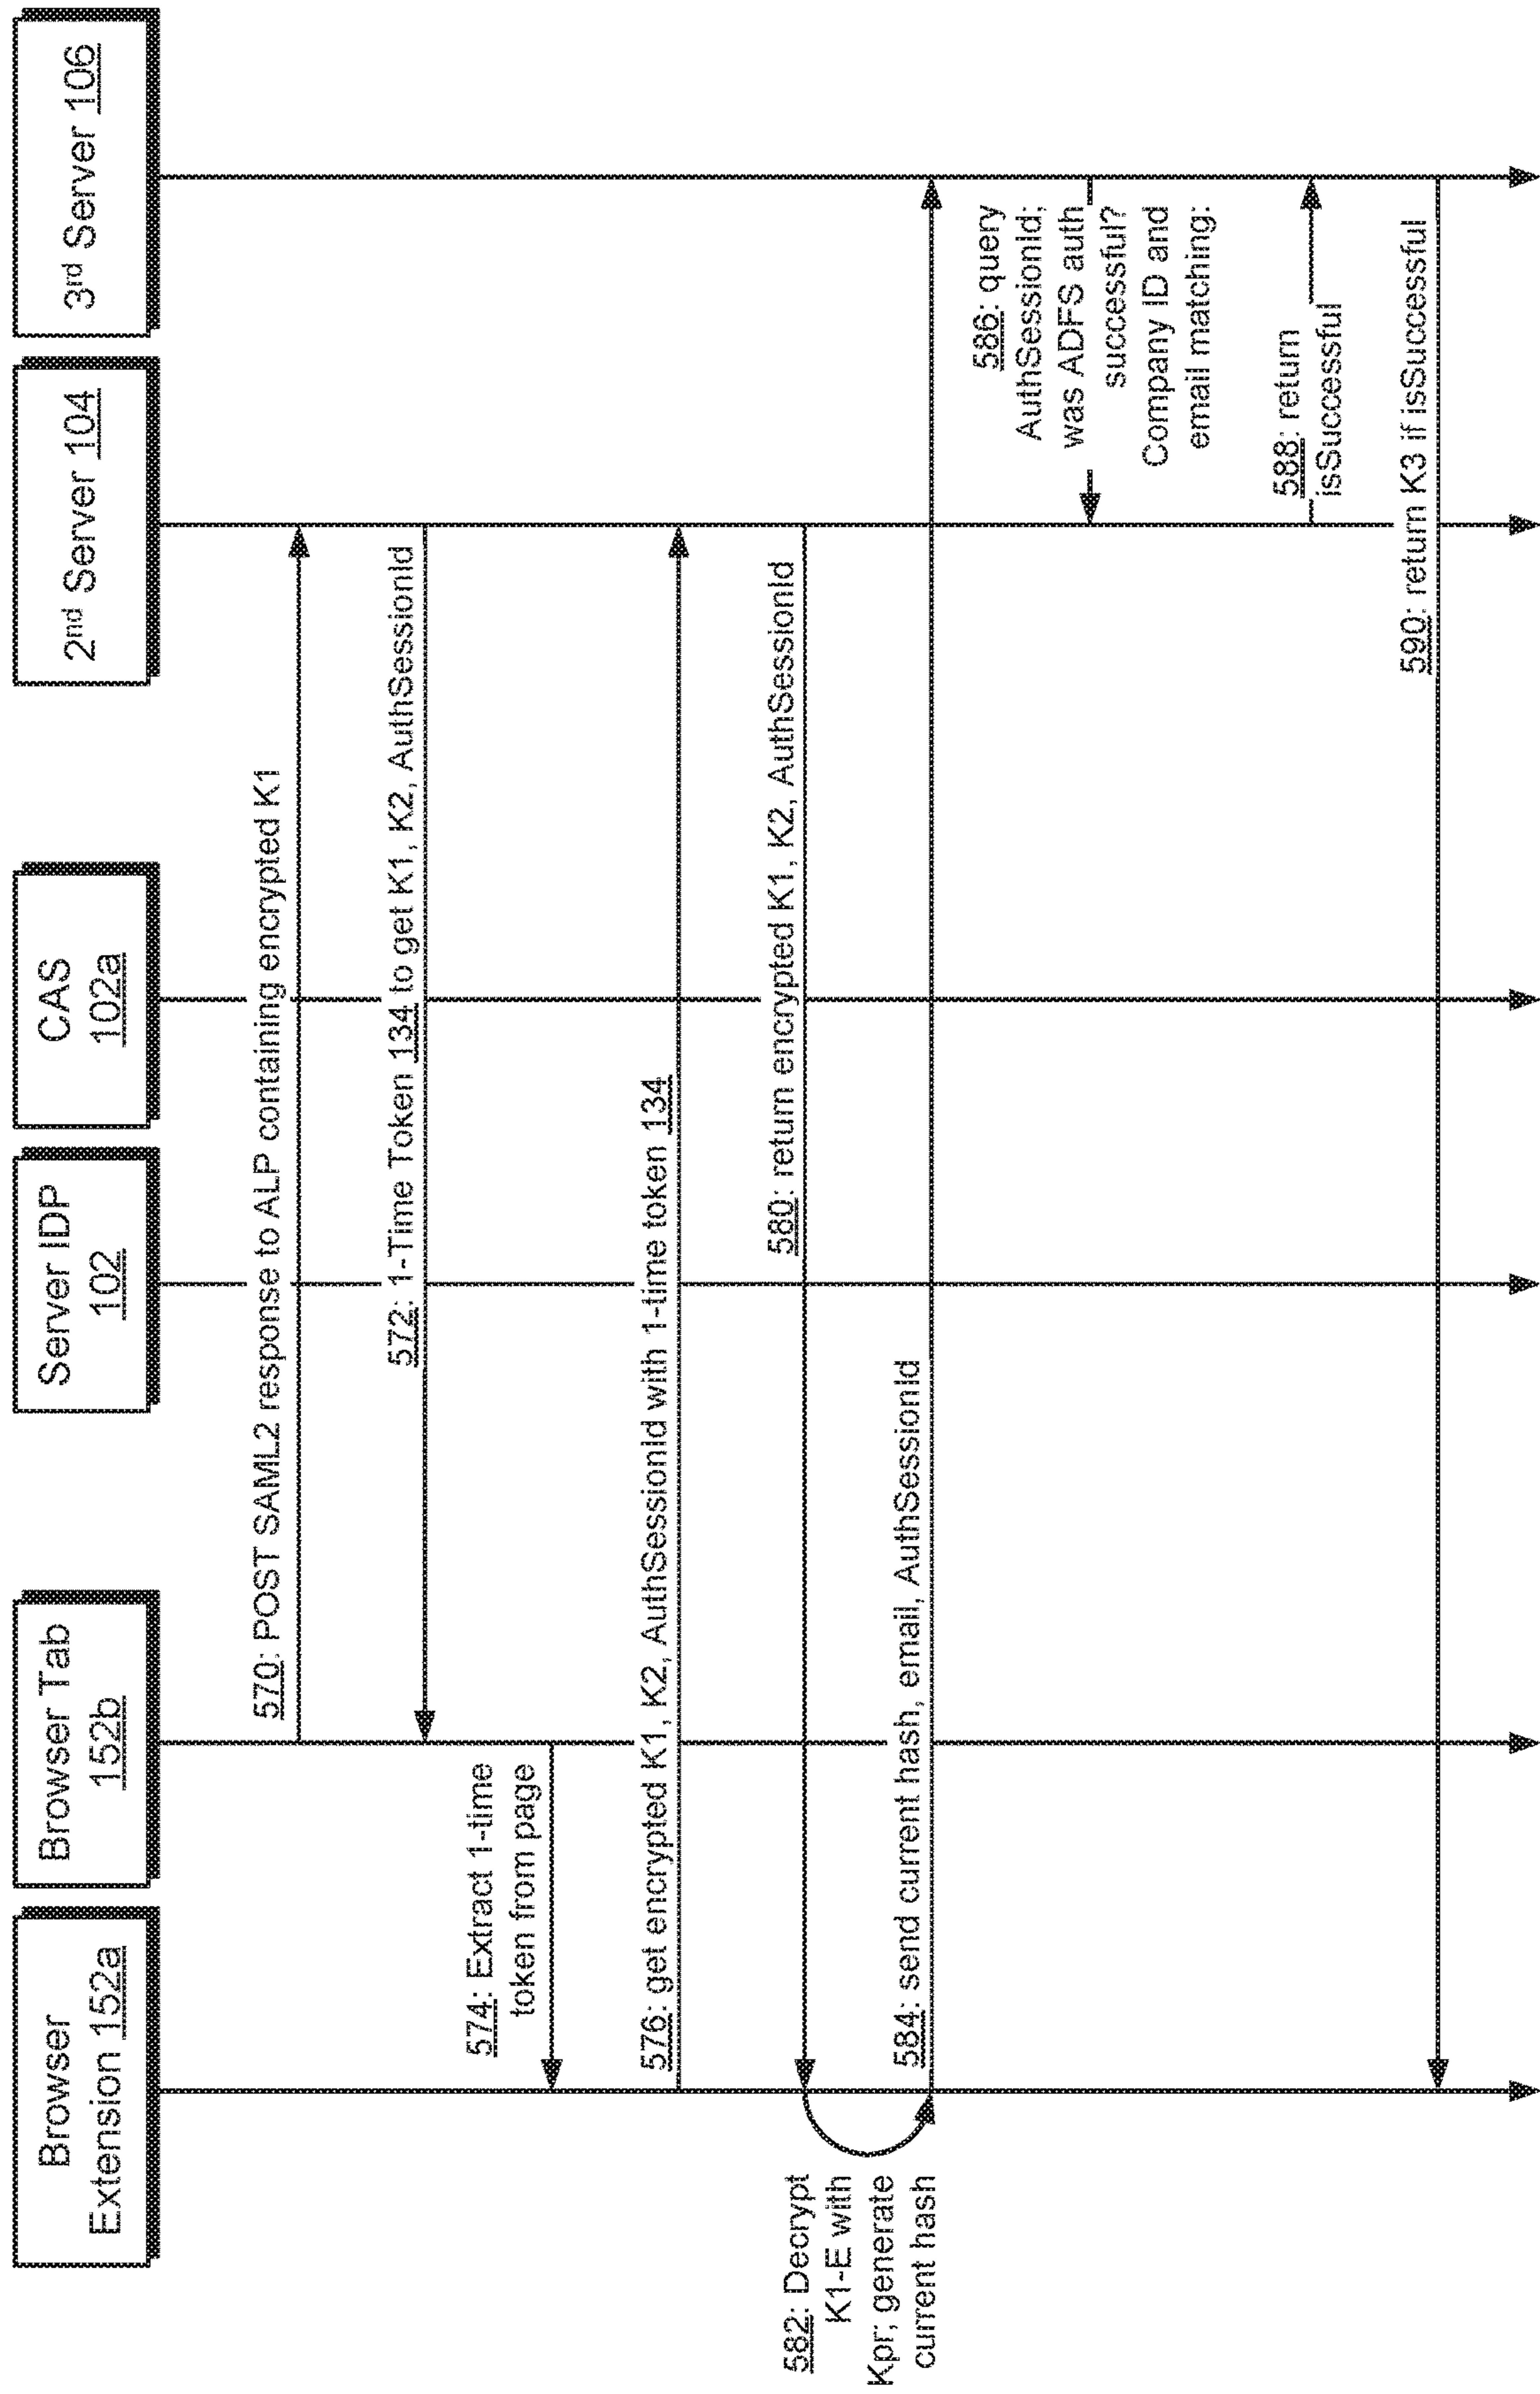 Browser
Extension 152a
Browser Tab
152b
Server IDP
102
CAS
102a
2nd Server 104
3rd Server 106
570: POST SAML2 response to ALP containing encrypted K1
572: 1-Time Token 134 to get K1, K2, AuthSessionId
574: Extract 1-time
token from page
576: get encrypted K1, K2, AuthSessionId with 1-time token 134
580: return encrypted K1, K2, AuthSessionId
582: Decrypt
K1-E with
Kpr; generate
current hash
584: send current hash, email, AuthSessionId
586: query
AuthSessionId;
was ADFS auth
successful?
Company ID and
email matching:
588: return
isSuccessful
590: return K3 if isSuccessful